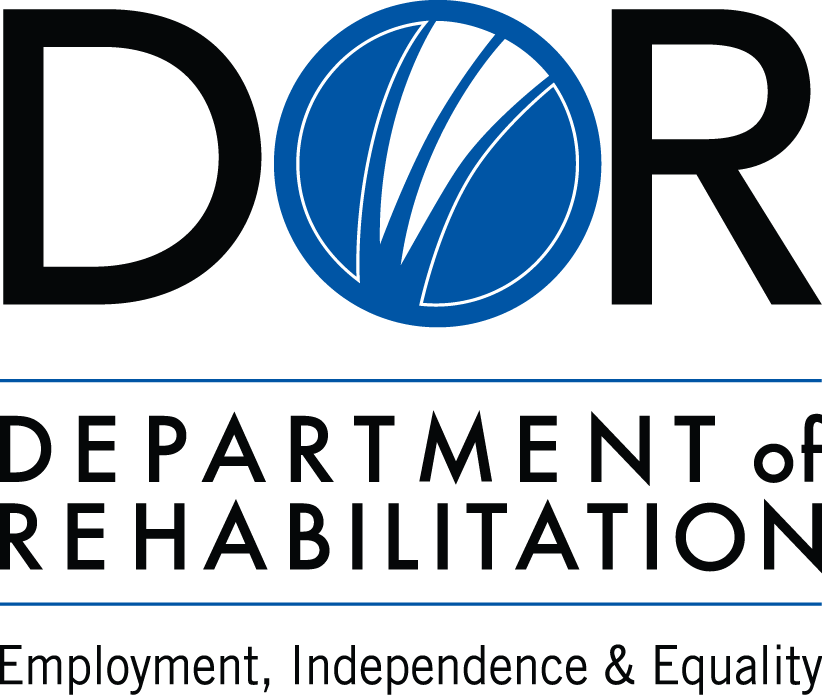 DOR
DEPARTMENT of
REHABILITATION
Employment, Independence & Equality